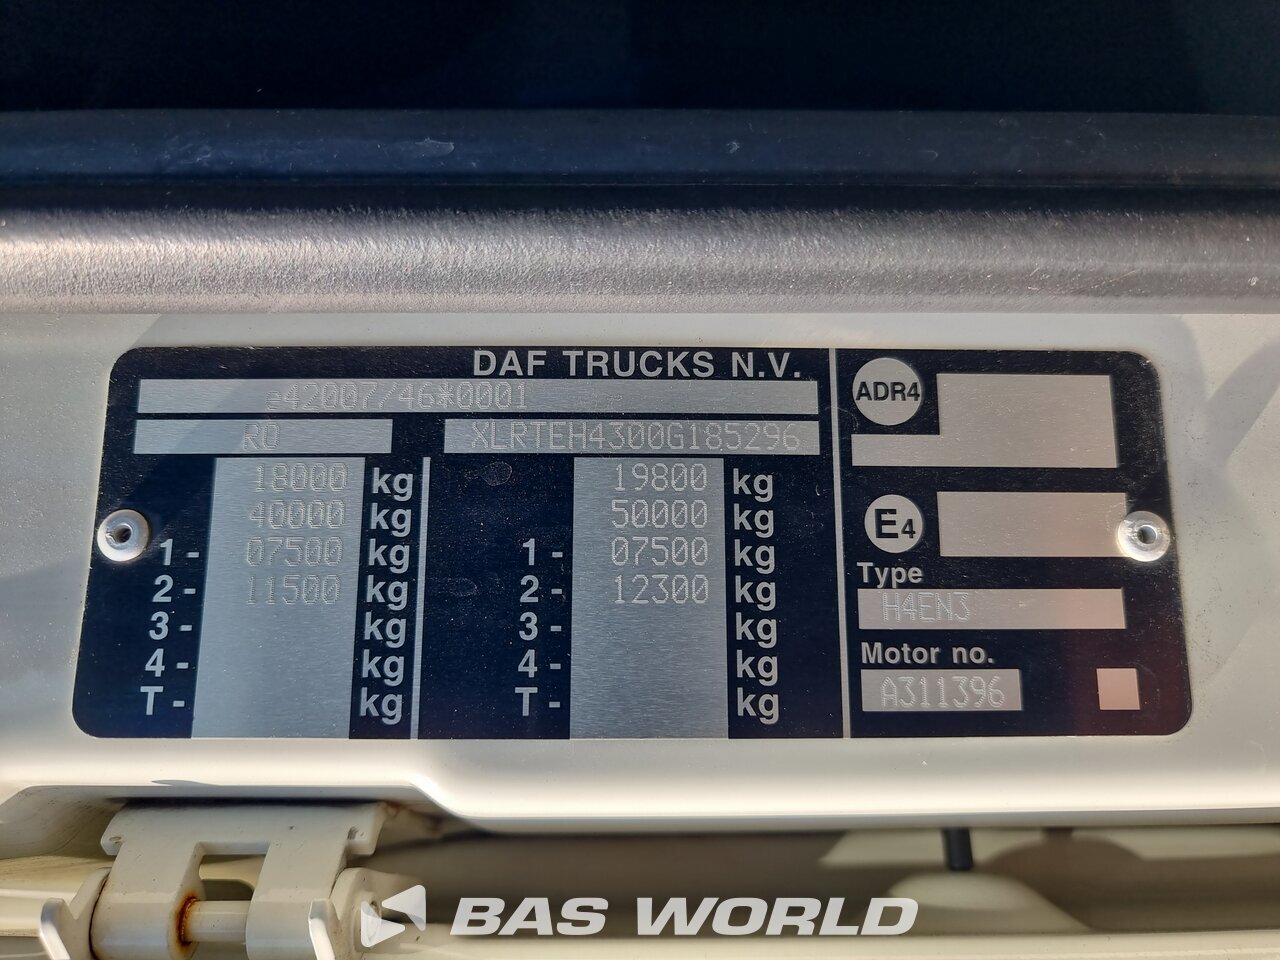 DAF TRUCKS N.V.
e42007/46*0001
RO XLRTEH4300G185296
18000 kg 19800 kg
40000 kg 50000 kg
1- 07500 kg 1- 07500 kg
2- 11500 kg 2- 12300 kg
3- kg 3- kg
4- kg 4- kg
T- kg T- kg
ADR4
E4
Type
H4EN3
Motor no.
A311396
BAS WORLD